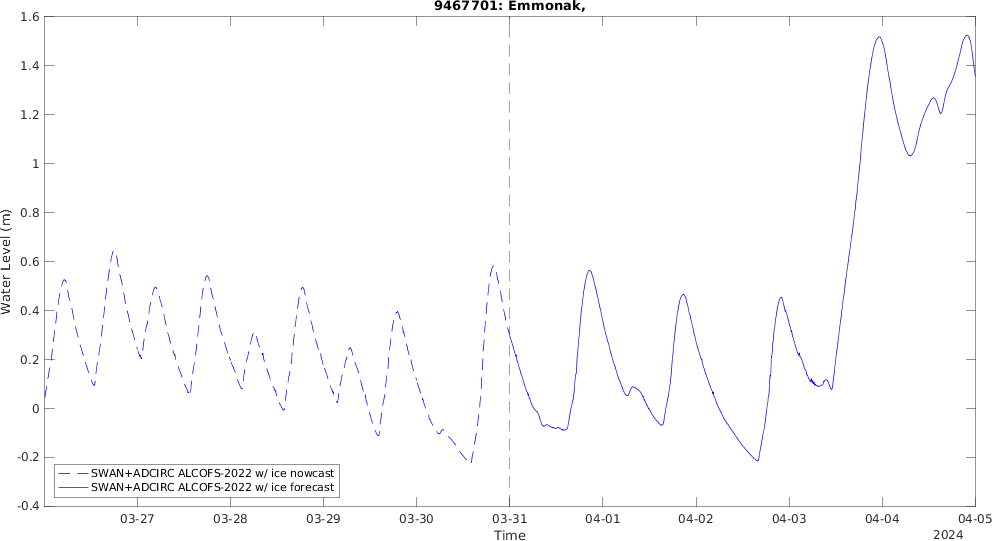 9467701: Emmonak,
1.6
1.4
1.2
1
0.8
0.6
0.4
0.2
0
-0.2
-0.4
Water Level (m)
SWAN+ADCIRC ALCOFS-2022 w/ ice nowcast
SWAN+ADCIRC ALCOFS-2022 w/ ice forecast
03-27 03-28 03-29 03-30 03-31 04-01 04-02 04-03 04-04 04-05
Time
2024